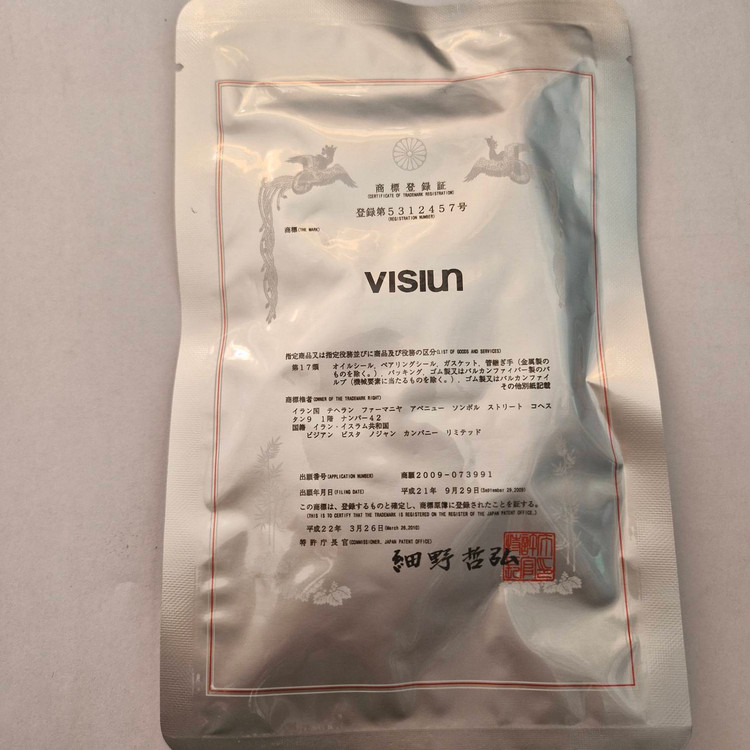 商標登録証
(CERTIFICATE OF TRADEMARK REGISTRATION)
登録第5312457号
(REGISTRATION NUMBER)
商標(THE MARK)
VISIUN
指定商品又は指定役務並びに商品及び役務の区分(LIST OF GOODS AND SERVICES)
第17類 オイルシール，ベアリングシール，ガスケット，管継ぎ手（金属製の
ものを除く。），パッキング，ゴム製又はバルカンファイバー製のバ
ルブ（機械要素に当たるものを除く。），ゴム製又はバルカンファイ
その他別紙記載
商標権者(OWNER OF THE TRADEMARK RIGHT)
イラン国 テヘラン ファーマニヤ アベニュー ソンボル ストリート コヘス
タン9 1階 ナンバー42
国籍 イラン・イスラム共和国
ビジアン ビスタ ノジャン カンパニー リミテッド
出願番号(APPLICATION NUMBER) 商願2009-073991
出願年月日(FILING DATE) 平成21年 9月29日(September 29,2009)
この商標は、登録するものと確定し、商標原簿に登録されたことを証する。
(THIS IS TO CERTIFY THAT THE TRADEMARK IS REGISTERED ON THE REGISTER OF THE JAPAN PATENT OFFICE.)
平成22年 3月26日(March 26,2010)
特許庁長官(COMMISSIONER, JAPAN PATENT OFFICE)
細野哲弘